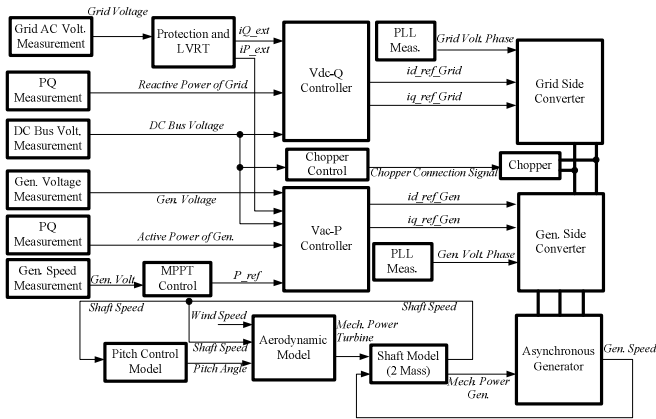 Grid Voltage
Grid AC Volt.
Measurement
Protection and
LVRT
iQ_ext
iP_ext
PLL
Meas.
Grid Volt. Phase
Vdc-Q
Controller
id_ref_Grid
iq_ref_Grid
Grid Side
Converter
PQ
Measurement
Reactive Power of Grid
DC Bus Volt.
Measurement
DC Bus Voltage
Chopper
Control
Chopper Connection Signal
Chopper
Gen. Voltage
Measurement
Gen. Voltage
Vac-P
Controller
id_ref_Gen
iq_ref_Gen
Gen. Side
Converter
PQ
Measurement
Active Power of Gen.
PLL
Meas.
Gen. Volt. Phase
Gen. Speed
Measurement
Gen. Volt.
MPPT
Control
P_ref
Shaft Speed
Wind Speed
Shaft Speed
Mech. Power
Turbine
Aerodynamic
Model
Shaft Speed
Pitch Control
Model
Pitch Angle
Shaft Model
(2 Mass)
Mech. Power
Gen.
Asynchronous
Generator
Gen. Speed